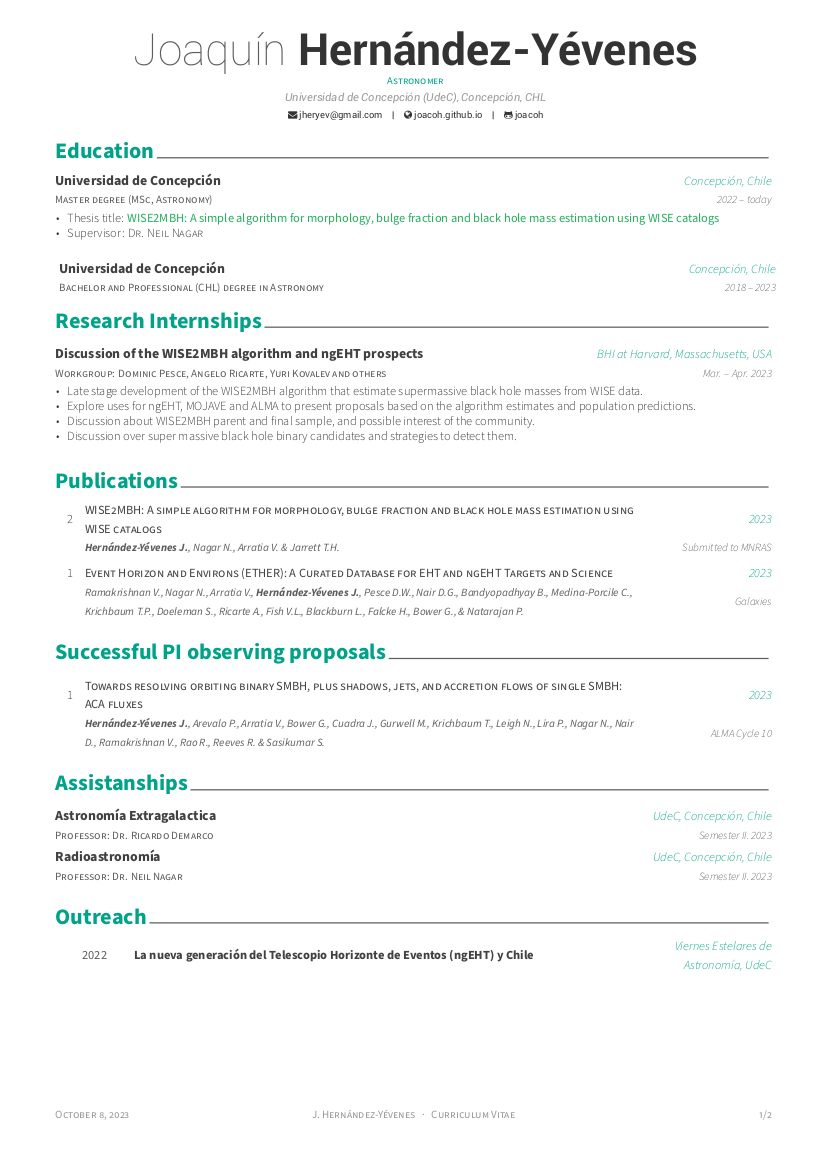 Joaquín Hernández-Yévenes
Astronomer
Universidad de Concepción (UdeC), Concepción, CHL
jheryev@gmail.com | joacoh.github.io | joacoh
Education
Universidad de Concepción Concepción, Chile
Master degree (MSc, Astronomy) 2022 – today
• Thesis title: WISE2MBH: A simple algorithm for morphology, bulge fraction and black hole mass estimation using WISE catalogs
• Supervisor: Dr. Neil Nagar
Universidad de Concepción Concepción, Chile
Bachelor and Professional (CHL) degree in Astronomy 2018 – 2023
Research Internships
Discussion of the WISE2MBH algorithm and ngEHT prospects BHI at Harvard, Massachusetts, USA
Workgroup: Dominic Pesce, Angelo Ricarte, Yuri Kovalev and others Mar. – Apr. 2023
• Late stage development of the WISE2MBH algorithm that estimate supermassive black hole masses from WISE data.
• Explore uses for ngEHT, MOJAVE and ALMA to present proposals based on the algorithm estimates and population predictions.
• Discussion about WISE2MBH parent and final sample, and possible interest of the community.
• Discussion over super massive black hole binary candidates and strategies to detect them.
Publications
2 WISE2MBH: A simple algorithm for morphology, bulge fraction and black hole mass estimation using
WISE catalogs 2023
Hernández-Yévenes J., Nagar N., Arratia V. & Jarrett T.H. Submitted to MNRAS
1 Event Horizon and Environs (ETHER): A Curated Database for EHT and ngEHT Targets and Science 2023
Ramakrishnan V., Nagar N., Arratia V., Hernández-Yévenes J., Pesce D.W., Nair D.G., Bandyopadhyay B., Medina-Porcile C.,
Krichbaum T.P., Doeleman S., Ricarte A., Fish V.L., Blackburn L., Falcke H., Bower G., & Natarajan P. Galaxies
Successful PI observing proposals
1 Towards resolving orbiting binary SMBH, plus shadows, jets, and accretion flows of single SMBH:
ACA fluxes 2023
Hernández-Yévenes J., Arevalo P., Arratia V., Bower G., Cuadra J., Gurwell M., Krichbaum T., Leigh N., Lira P., Nagar N., Nair
D., Ramakrishnan V., Rao R., Reeves R. & Sasikumar S. ALMA Cycle 10
Assistanships
Astronomía Extragalactica UdeC, Concepción, Chile
Professor: Dr. Ricardo Demarco Semester II. 2023
Radioastronomía UdeC, Concepción, Chile
Professor: Dr. Neil Nagar Semester II. 2023
Outreach
2022 La nueva generación del Telescopio Horizonte de Eventos (ngEHT) y Chile Viernes Estelares de
Astronomía, UdeC
October 8, 2023 J. Hernández-Yévenes · Curriculum Vitae 1/2